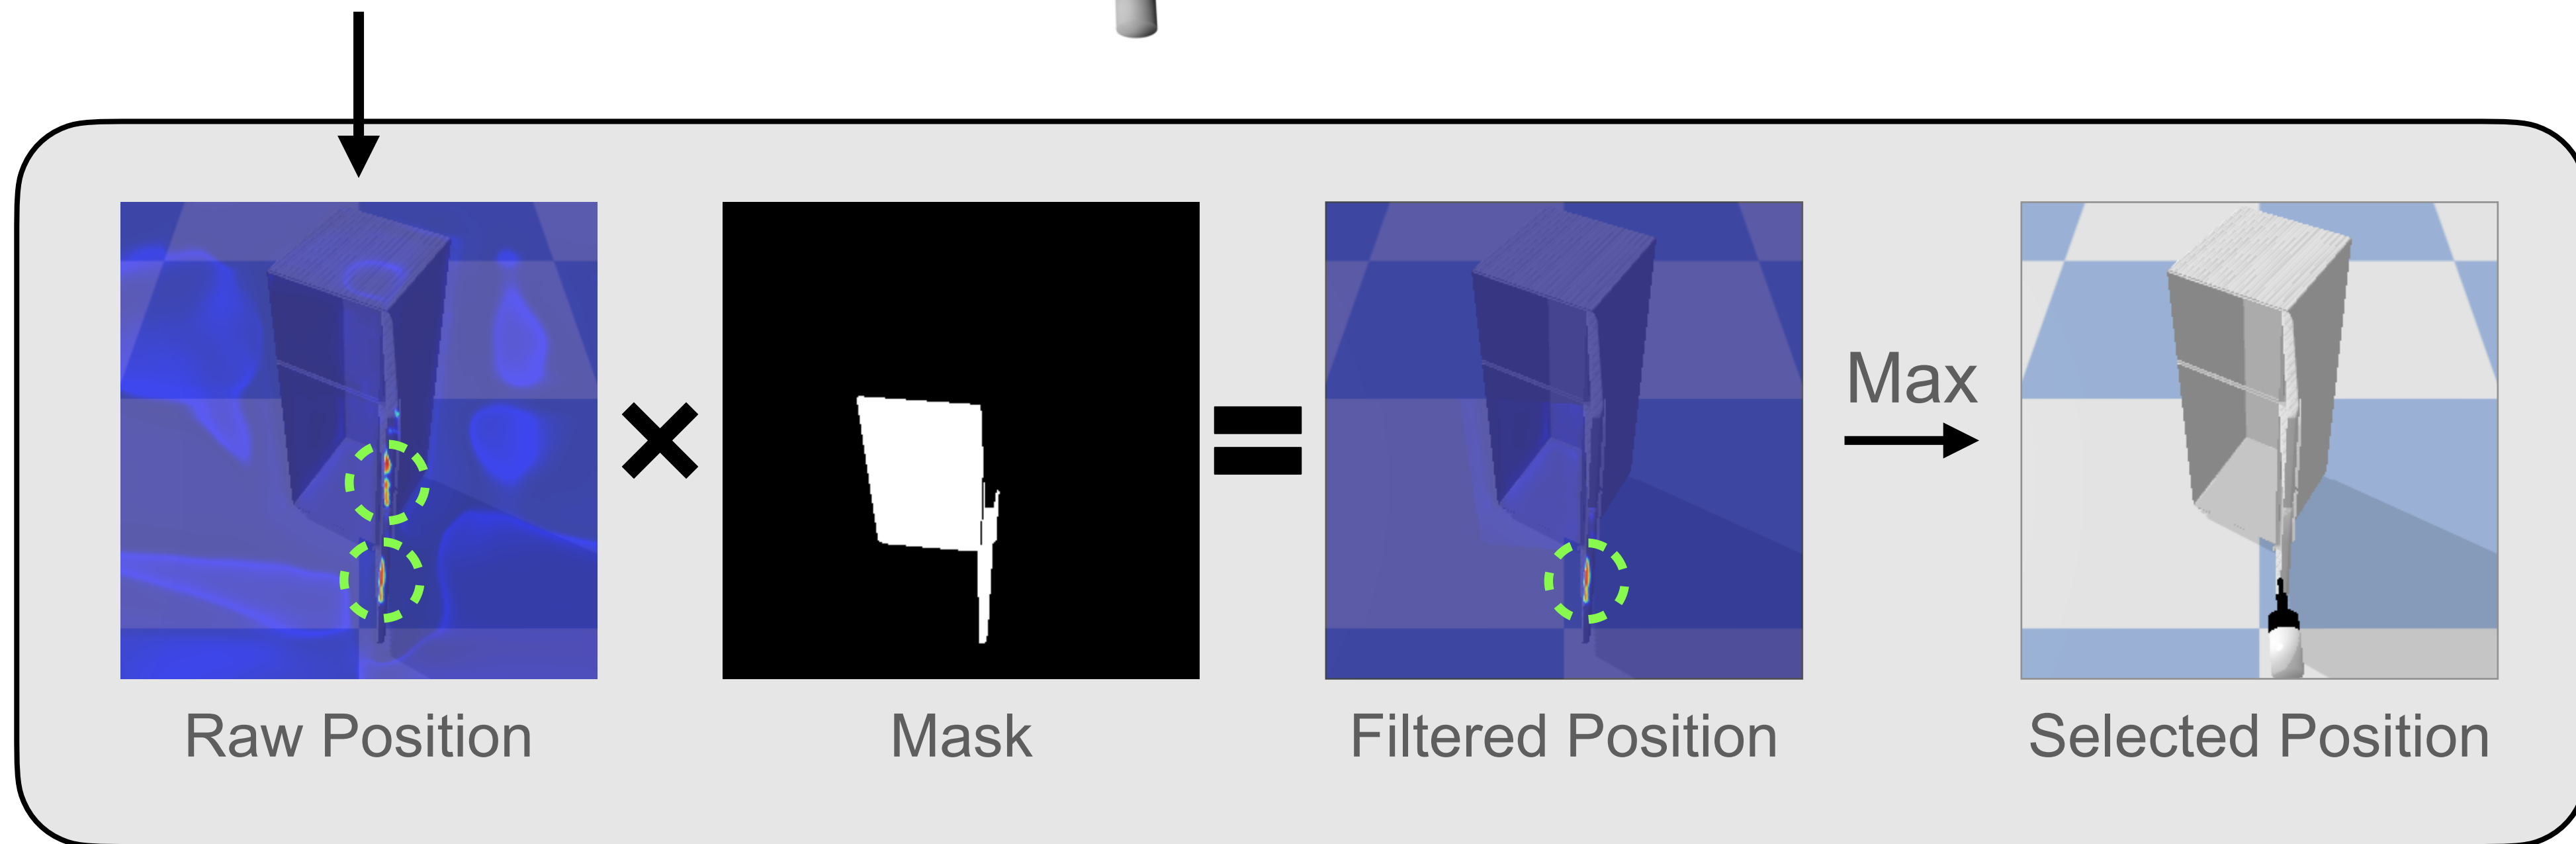 Max
Raw Position
Mask
Filtered Position
Selected Position